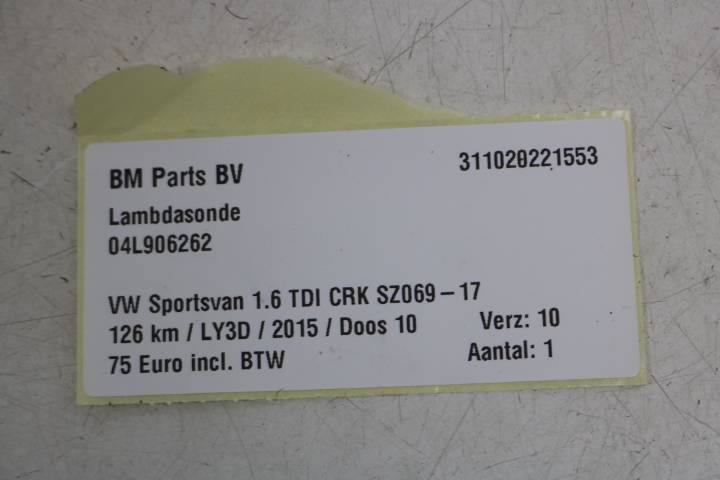 BM Parts BV 311020221553
Lambdasonde
04L906262
VW Sportsvan 1.6 TDI CRK SZ069-17
126 km / LY3D / 2015 / Doos 10 Verz: 10
75 Euro incl. BTW Aantal: 1